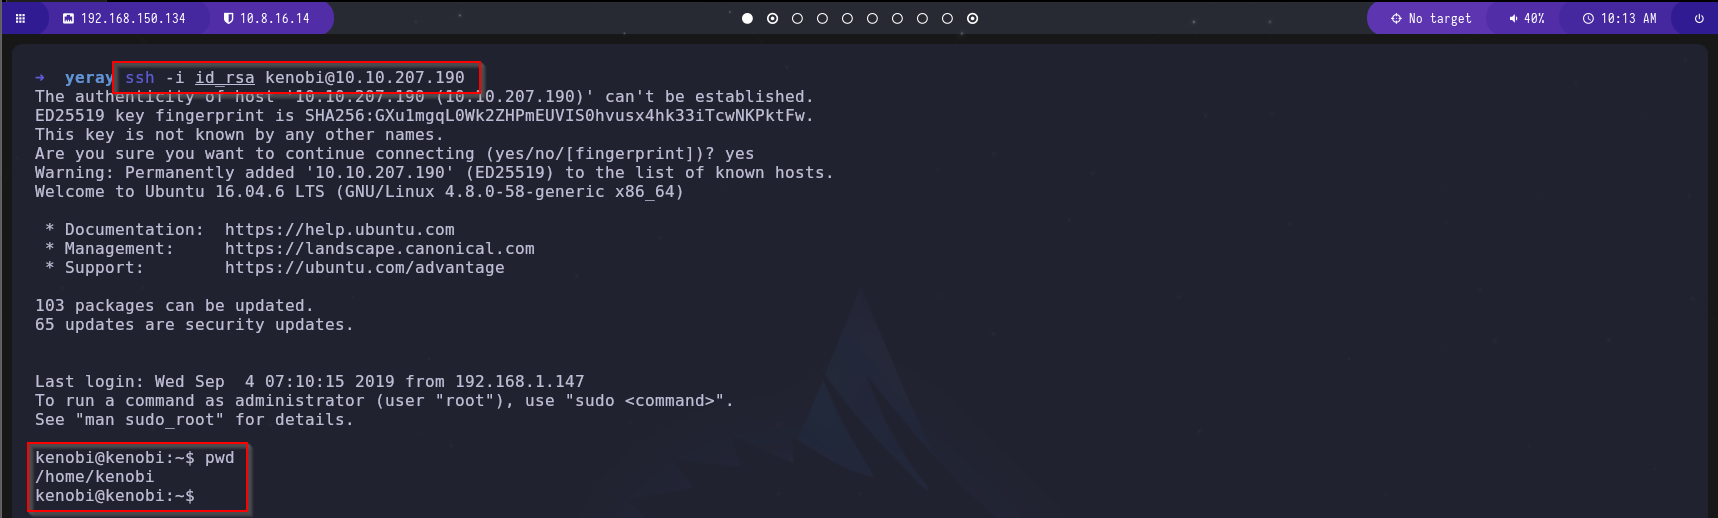 192.168.150.134 10.8.16.14 No target 40% 10:13 AM
→ yeray ssh -i id_rsa kenobi@10.10.207.190
The authenticity of host '10.10.207.190 (10.10.207.190)' can't be established.
ED25519 key fingerprint is SHA256:GXu1mgqL0Wk2ZHPmEUVIS0hvusx4hk33iTcwNKPktFw.
This key is not known by any other names.
Are you sure you want to continue connecting (yes/no/[fingerprint])? yes
Warning: Permanently added '10.10.207.190' (ED25519) to the list of known hosts.
Welcome to Ubuntu 16.04.6 LTS (GNU/Linux 4.8.0-58-generic x86_64)
* Documentation: https://help.ubuntu.com
* Management: https://landscape.canonical.com
* Support: https://ubuntu.com/advantage
103 packages can be updated.
65 updates are security updates.
Last login: Wed Sep  4 07:10:15 2019 from 192.168.1.147
To run a command as administrator (user "root"), use "sudo <command>".
See "man sudo_root" for details.
kenobi@kenobi:~$ pwd
/home/kenobi
kenobi@kenobi:~$